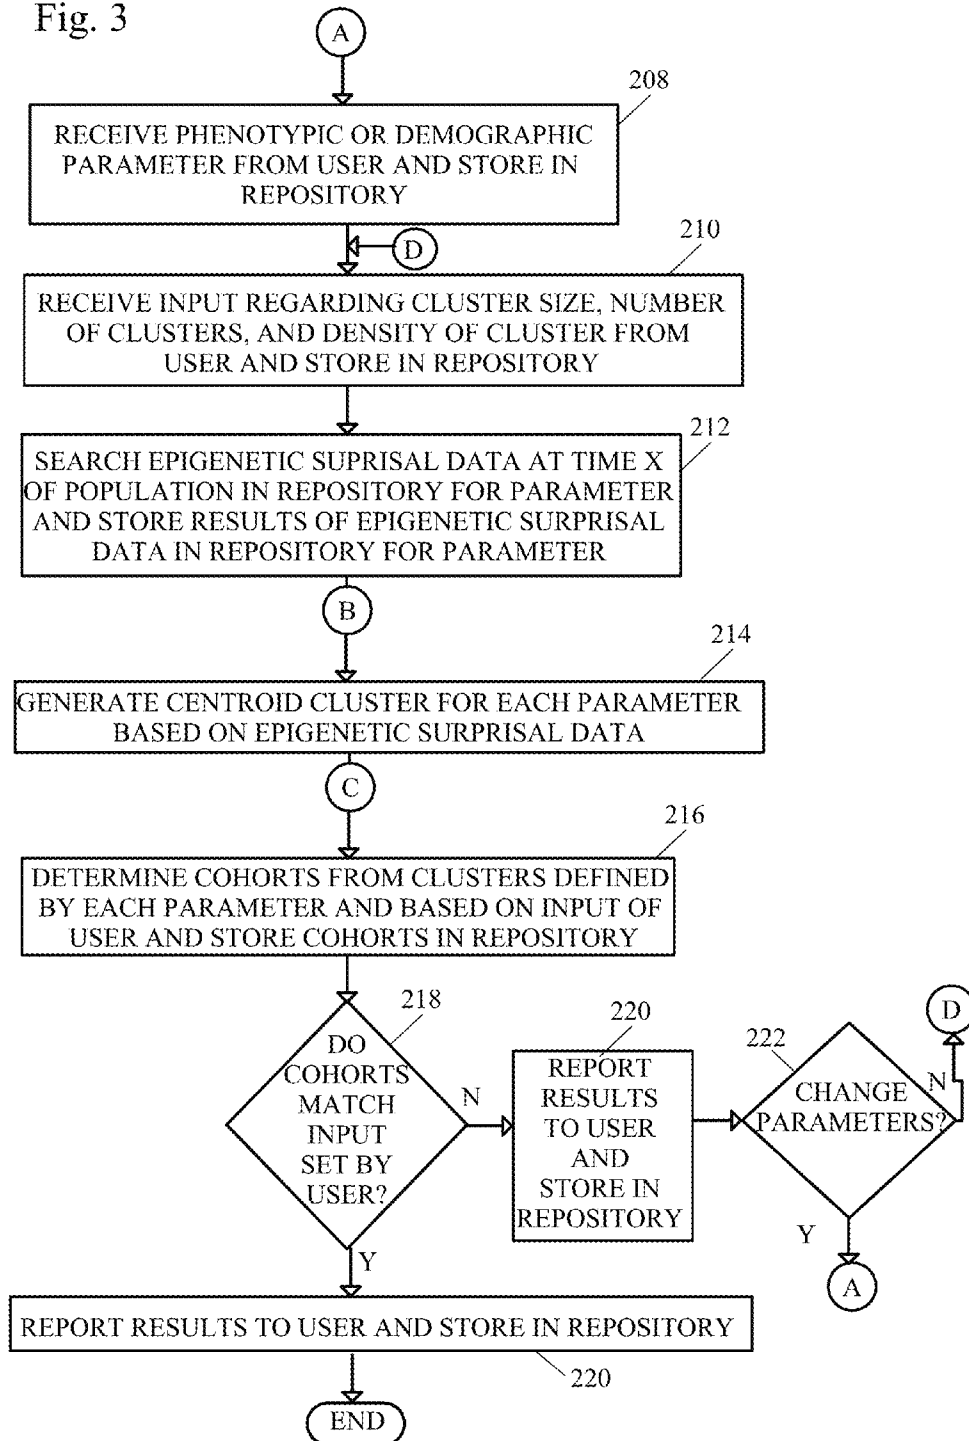 Fig. 3
A
208
RECEIVE PHENOTYPIC OR DEMOGRAPHIC
PARAMETER FROM USER AND STORE IN
REPOSITORY
D
210
RECEIVE INPUT REGARDING CLUSTER SIZE, NUMBER
OF CLUSTERS, AND DENSITY OF CLUSTER FROM
USER AND STORE IN REPOSITORY
212
SEARCH EPIGENETIC SUPRISAL DATA AT TIME X
OF POPULATION IN REPOSITORY FOR PARAMETER
AND STORE RESULTS OF EPIGENETIC SURPRISAL
DATA IN REPOSITORY FOR PARAMETER
B
214
GENERATE CENTROID CLUSTER FOR EACH PARAMETER
BASED ON EPIGENETIC SURPRISAL DATA
C
216
DETERMINE COHORTS FROM CLUSTERS DEFINED
BY EACH PARAMETER AND BASED ON INPUT OF
USER AND STORE COHORTS IN REPOSITORY
218
DO
COHORTS
MATCH
INPUT
SET BY
USER?
N
220
REPORT
RESULTS
TO USER
AND
STORE IN
REPOSITORY
222
CHANGE
PARAMETERS?
N
D
Y
A
Y
REPORT RESULTS TO USER AND STORE IN REPOSITORY
220
END